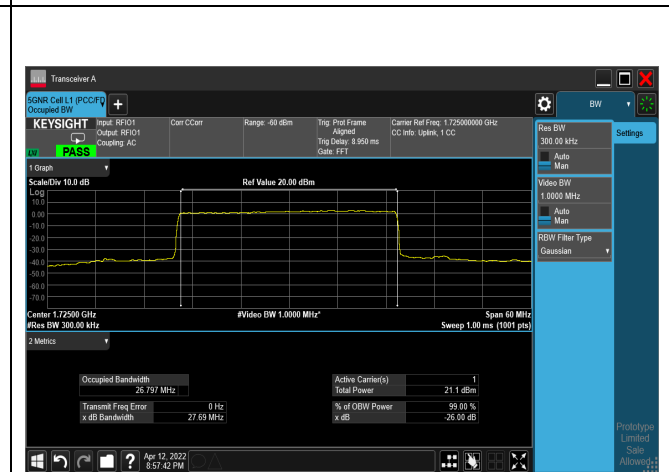 Transceiver A
5GNR Cell L1 (PCC/FD
Occupied BW
BW
KEYSIGHT
Input: RFIO1
Output: RFIO1
Coupling: AC
Corr CCorr
Range: -60 dBm
Trig: Prot Frame
Aligned
Trig Delay: 8.950 ms
Gate: FFT
Carrier Ref Freq: 1.725000000 GHz
CC Info: Uplink, 1 CC
PASS
Settings
Res BW
300.00 kHz
Auto
Man
Video BW
1.0000 MHz
Auto
Man
RBW Filter Type
Gaussian
1 Graph
Scale/Div 10.0 dB
Ref Value 20.00 dBm
Log
10.0
0.00
-10.0
-20.0
-30.0
-40.0
-50.0
-60.0
-70.0
Center 1.72500 GHz
#Video BW 1.0000 MHz*
Span 60 MHz
#Res BW 300.00 kHz
Sweep 1.00 ms (1001 pts)
2 Metrics
Occupied Bandwidth
26.797 MHz
Active Carrier(s) 1
Total Power 21.1 dBm
Transmit Freq Error 0 Hz
x dB Bandwidth 27.69 MHz
% of OBW Power 99.00 %
x dB -26.00 dB
Apr 12, 2022
8:57:42 PM
Prototype
Limited
Sale
Allowed